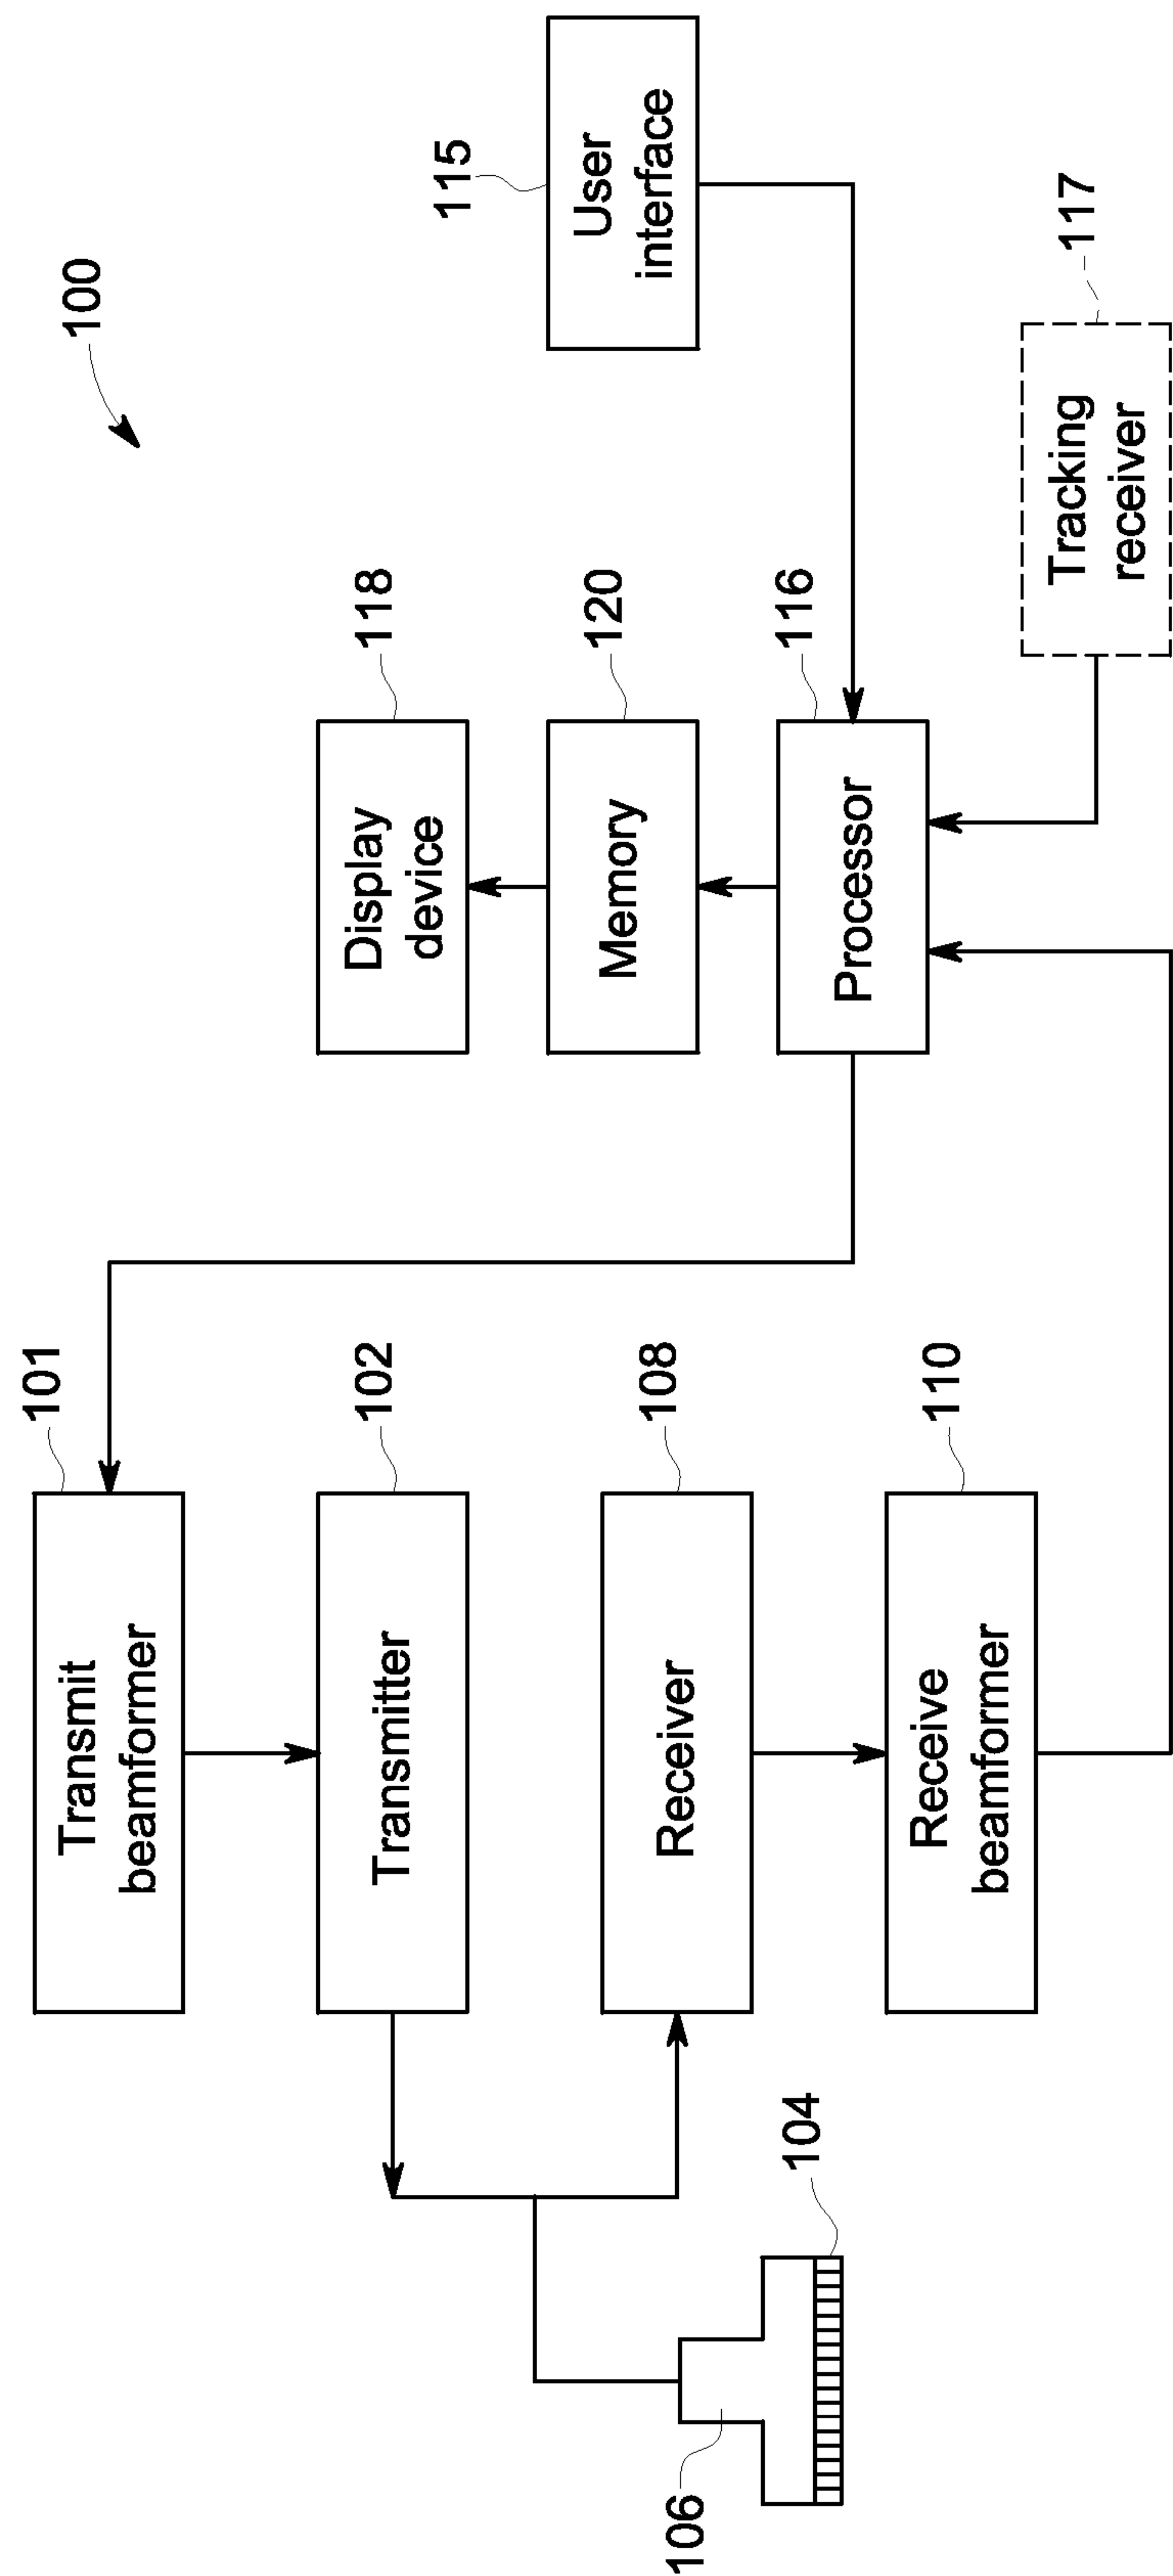 100
101
Transmit
beamformer
102
Transmitter
108
Receiver
110
Receive
beamformer
106
104
118
Display
device
120
Memory
116
Processor
115
User
interface
117
Tracking
receiver